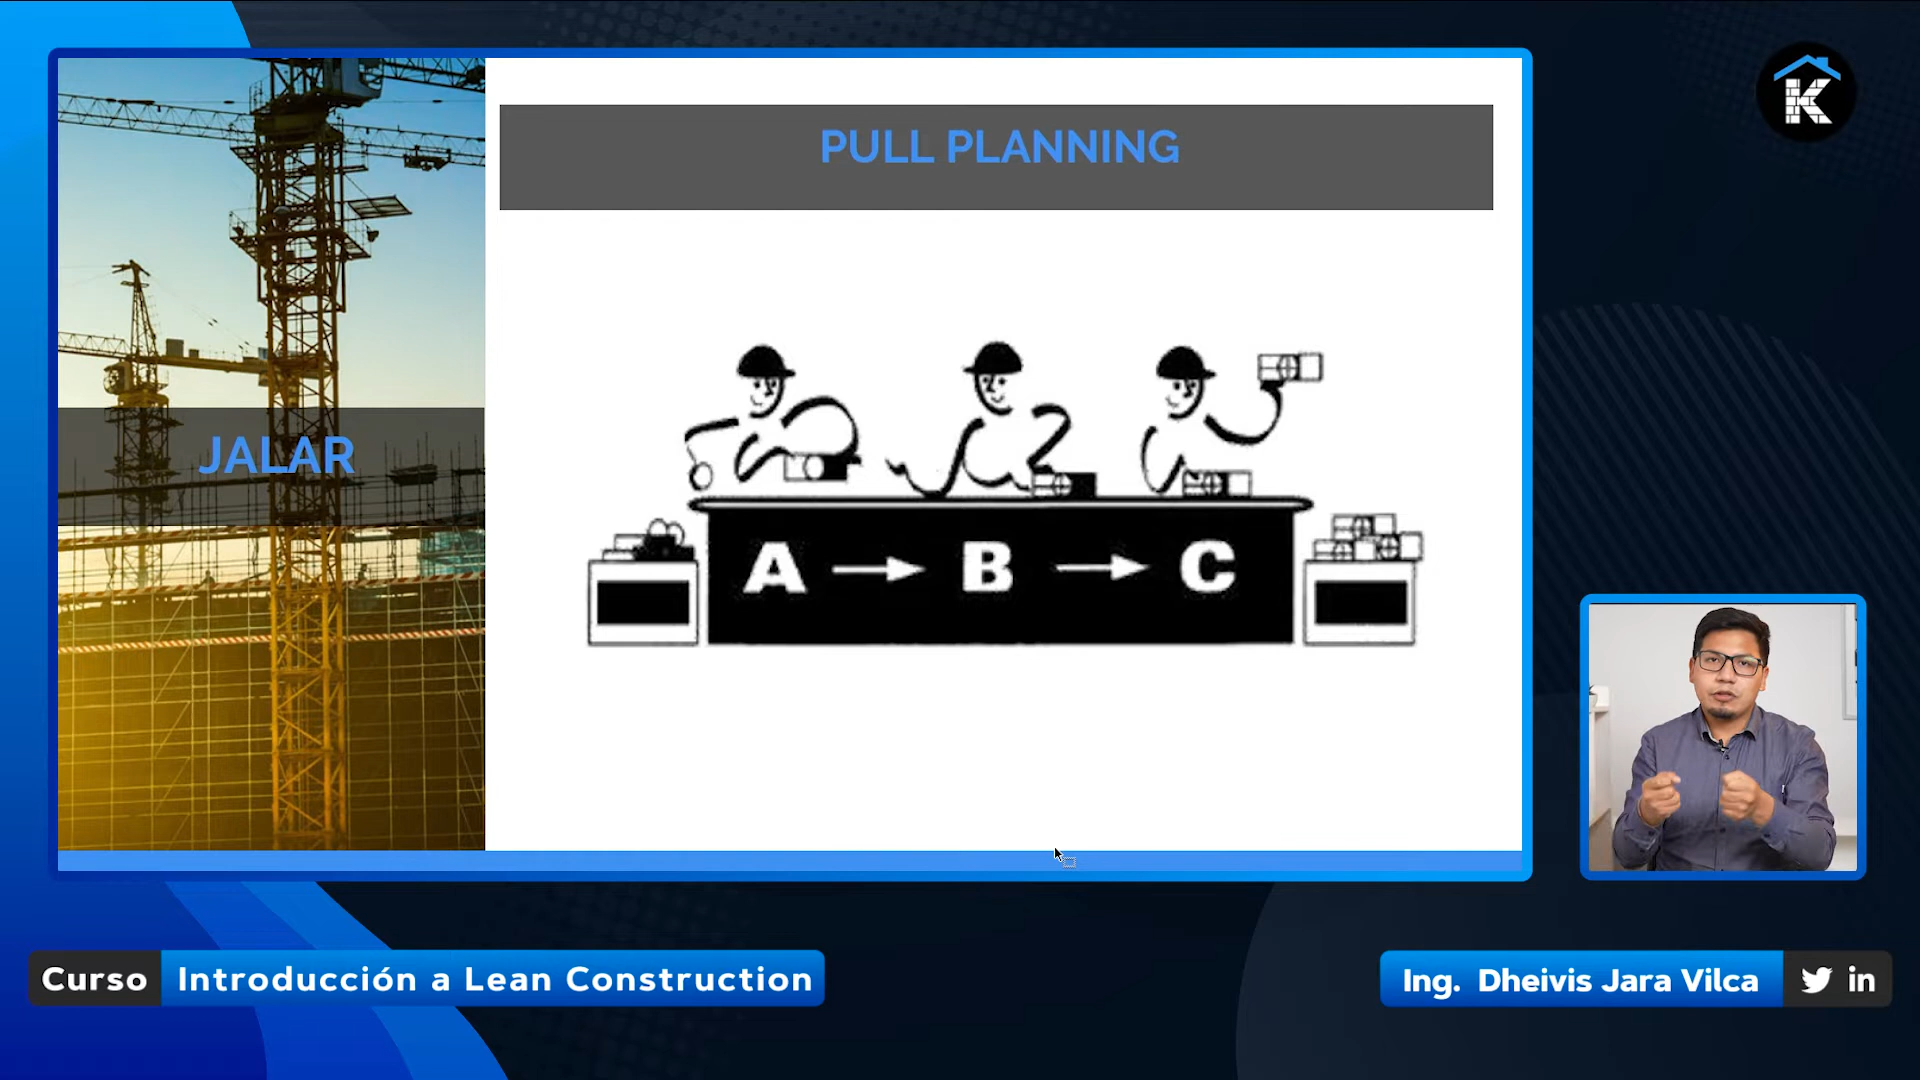 PULL PLANNING
JALAR
A → B → C
K
Curso Introducción a Lean Construction
Ing. Dheivis Jara Vilca
in